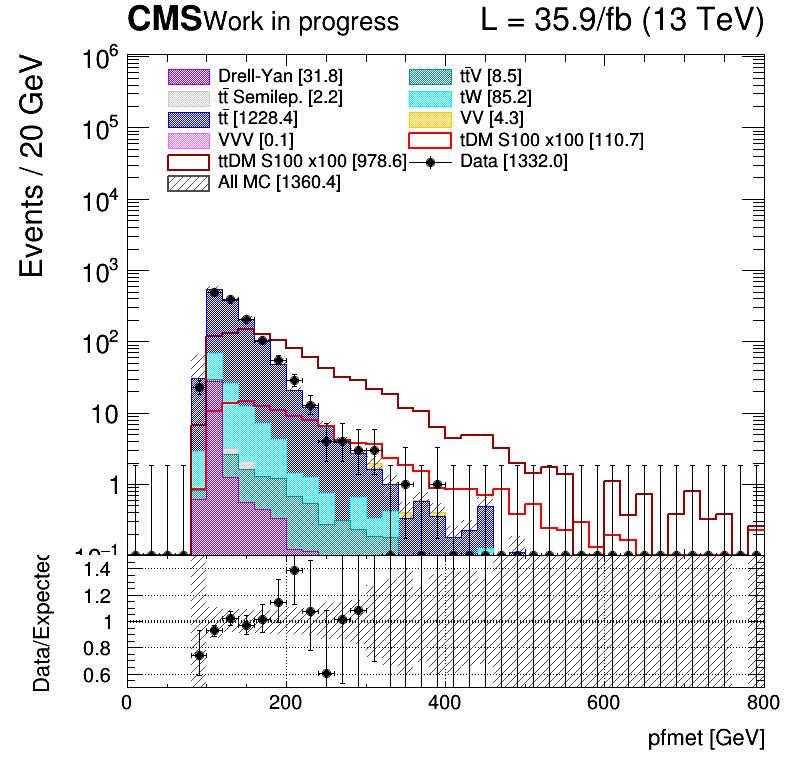 CMS Work in progress L = 35.9/fb (13 TeV)
Events / 20 GeV
10⁶
10⁵
10⁴
10³
10²
10
1
10⁻¹
Drell-Yan [31.8]
tt̄V [8.5]
tt̄ Semilep. [2.2]
tW [85.2]
tt̄ [1228.4]
VV [4.3]
VVV [0.1]
tDM S100 x100 [110.7]
ttDM S100 x100 [978.6]
Data [1332.0]
All MC [1360.4]
Data/Expected
1.4
1.2
1
0.8
0.6
0 200 400 600 800
pfmet [GeV]